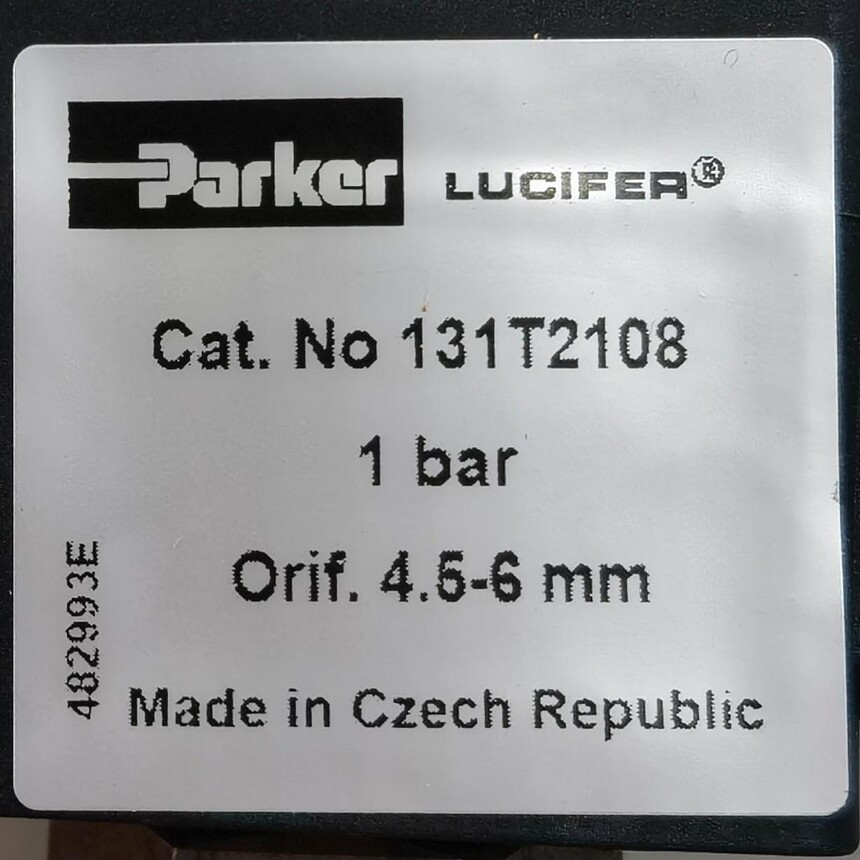 Parker LUCIFER®
Cat. No 131T2108
1 bar
Orif. 4.5-6 mm
482993E
Made in Czech Republic